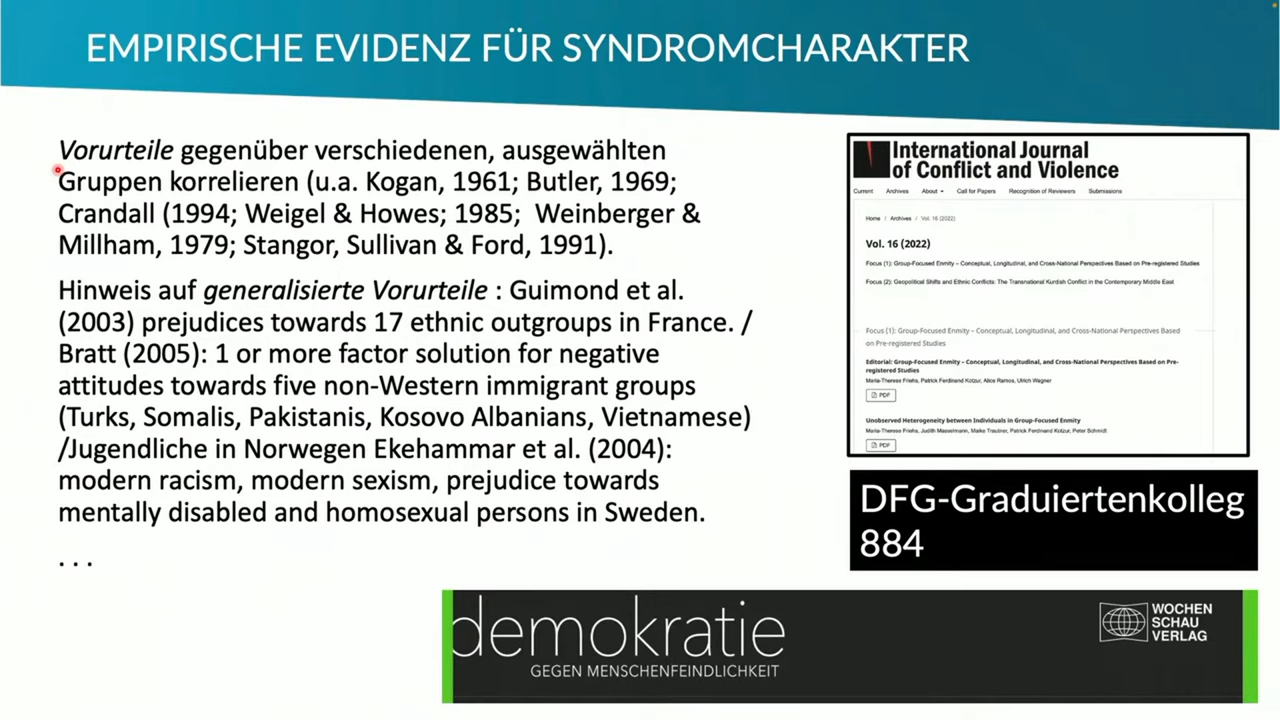 EMPIRISCHE EVIDENZ FÜR SYNDROMCHARAKTER
Vorurteile gegenüber verschiedenen, ausgewählten
Gruppen korrelieren (u.a. Kogan, 1961; Butler, 1969;
Crandall (1994; Weigel & Howes; 1985; Weinberger &
Millham, 1979; Stangor, Sullivan & Ford, 1991).
Hinweis auf generalisierte Vorurteile : Guimond et al.
(2003) prejudices towards 17 ethnic outgroups in France. /
Bratt (2005): 1 or more factor solution for negative
attitudes towards five non-Western immigrant groups
(Turks, Somalis, Pakistanis, Kosovo Albanians, Vietnamese)
/Jugendliche in Norwegen Ekehammar et al. (2004):
modern racism, modern sexism, prejudice towards
mentally disabled and homosexual persons in Sweden.
. . .
International Journal
of Conflict and Violence
Current Archives About Call for Papers Recognition of Reviewers Submissions
Home / Archives / Vol. 16 (2022)
Vol. 16 (2022)
Focus (1): Group-Focused Enmity – Conceptual, Longitudinal, and Cross-National Perspectives Based on Pre-registered Studies
Focus (2): Geopolitical Shifts and Ethnic Conflicts: The Transnational Kurdish Conflict in the Contemporary Middle East
Focus (1): Group-Focused Enmity – Conceptual, Longitudinal, and Cross-National Perspectives Based
on Pre-registered Studies
Editorial: Group-Focused Enmity – Conceptual, Longitudinal, and Cross-National Perspectives Based on Pre-
registered Studies
Maria-Therese Friehs, Patrick Ferdinand Kotzur, Alice Ramos, Ulrich Wagner
PDF
Unobserved Heterogeneity between Individuals in Group-Focused Enmity
Maria-Therese Friehs, Judith Masselmann, Maike Trautner, Patrick Ferdinand Kotzur, Peter Schmidt
PDF
DFG-Graduiertenkolleg
884
demokratie
GEGEN MENSCHENFEINDLICHKEIT
WOCHEN
SCHAU
VERLAG